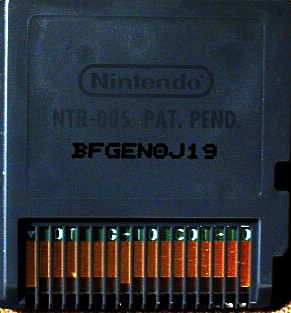 Nintendo
NTR-005 PAT. PEND.
BFGEN0J19